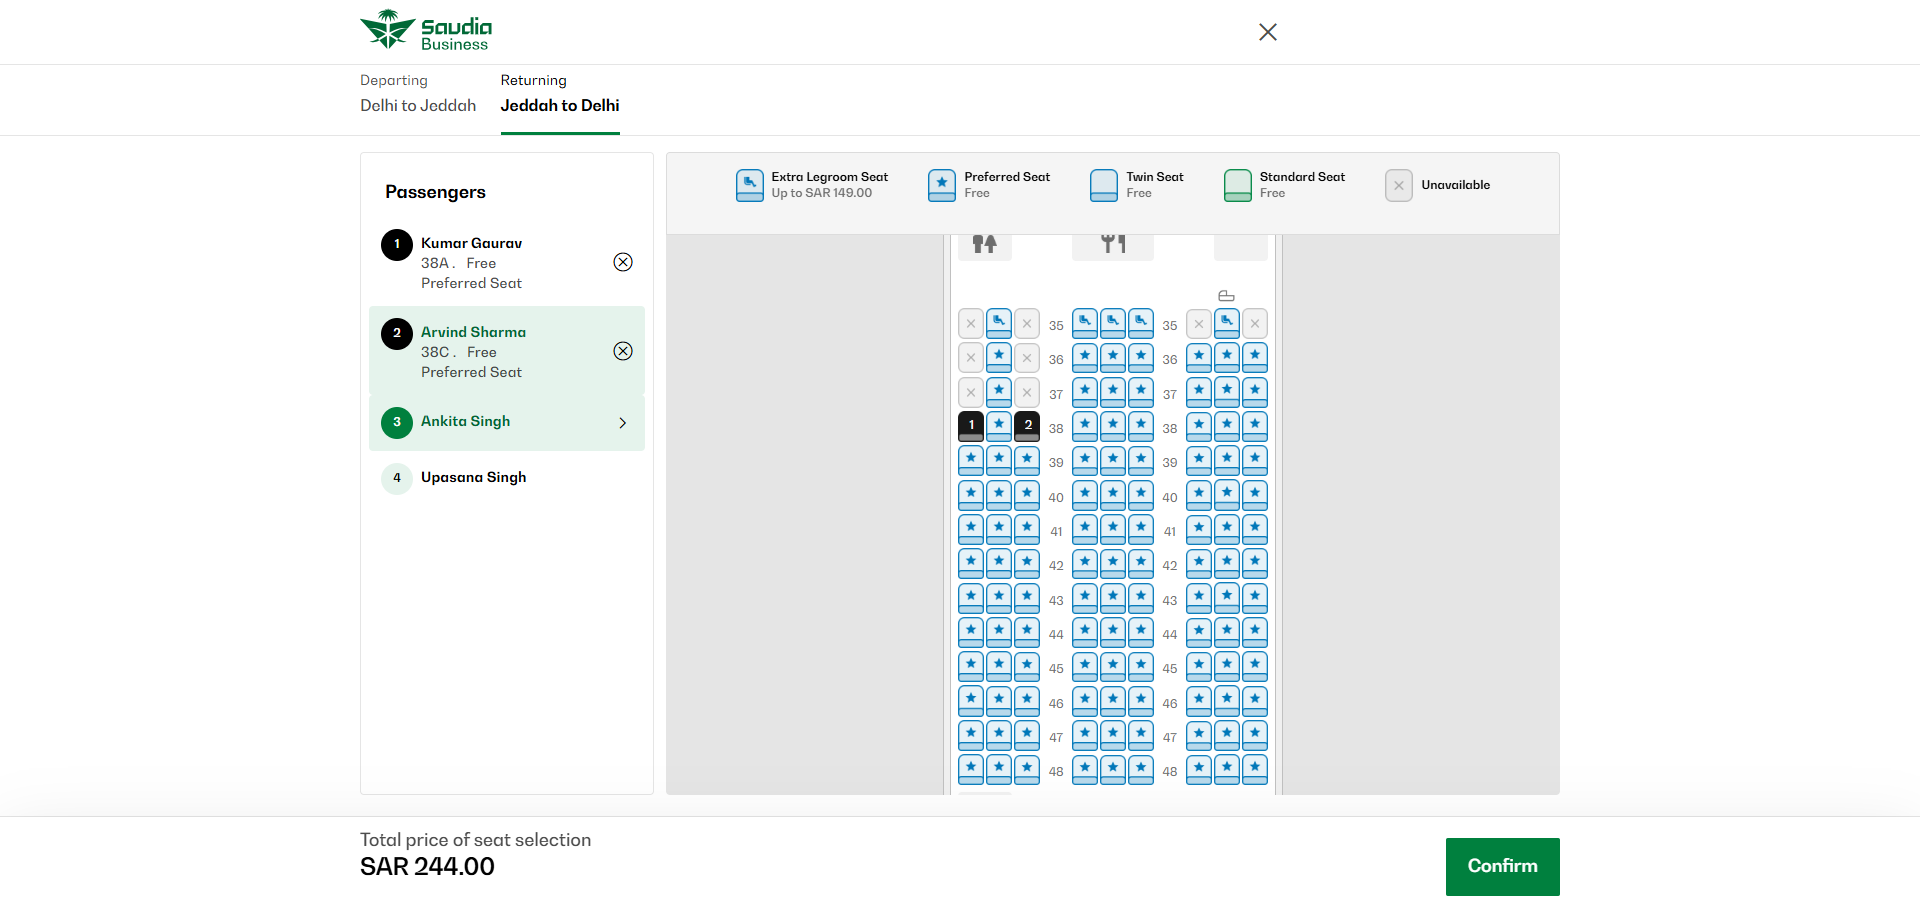 Saudia
Business
Departing
Delhi to Jeddah
Returning
Jeddah to Delhi
Passengers
1
Kumar Gaurav
38A . Free
Preferred Seat
2
Arvind Sharma
38C . Free
Preferred Seat
3
Ankita Singh
4
Upasana Singh
Extra Legroom Seat
Up to SAR 149.00
Preferred Seat
Free
Twin Seat
Free
Standard Seat
Free
Unavailable
35 35
36 36
37 37
1 2 38 38
39 39
40 40
41 41
42 42
43 43
44 44
45 45
46 46
47 47
48 48
Total price of seat selection
SAR 244.00
Confirm